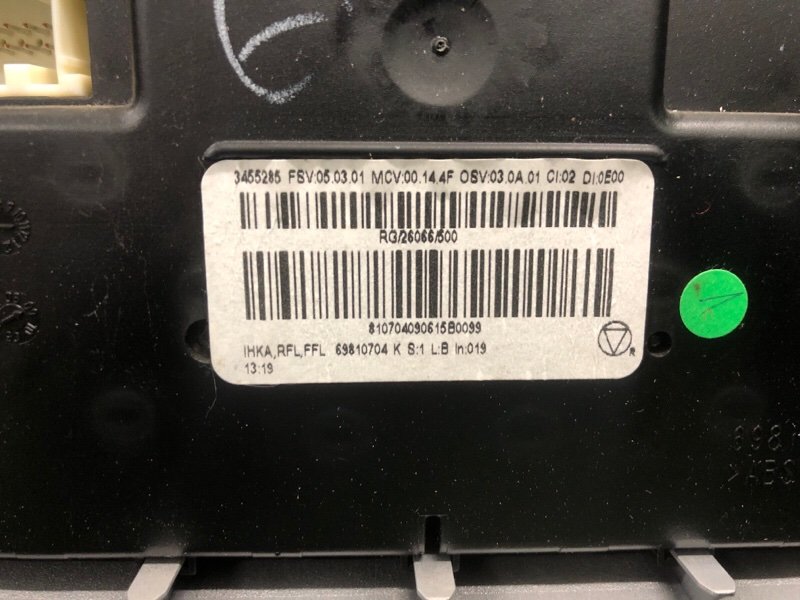 3455285 FSV:05.03.01 MCV:00.14.4F OSV:03.0A.01 CI:02 DI:0E00
RG/26066/500
810704090615B0099
IHKA,RFL,FFL 69810704 K S:1 L:B In:019
R
13:19